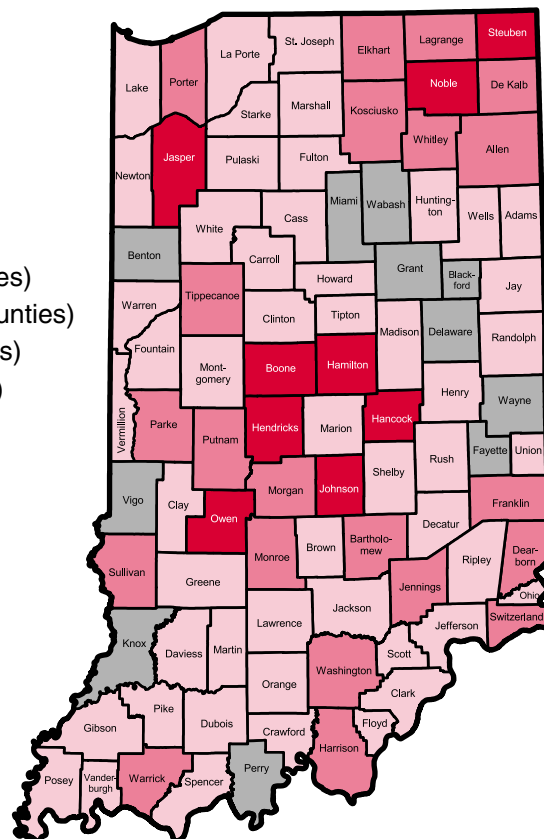 Steuben
St. Joseph
Elkhart
Lagrange
La Porte
Noble
De Kalb
Lake
Porter
Marshall
Kosciusko
Starke
Whitley
Allen
Jasper
Pulaski
Fulton
Newton
Miami
Wabash
Hunting-
ton
Wells
Adams
White
Cass
Benton
Carroll
Grant
Black-
ford
Jay
Howard
es)
Tippecanoe
Warren
Clinton
Tipton
unties)
Madison
Delaware
Randolph
Fountain
s)
Mont-
gomery
Boone
Hamilton
)
Henry
Wayne
Vermillion
Parke
Putnam
Hendricks
Marion
Hancock
Rush
Fayette
Union
Shelby
Vigo
Clay
Morgan
Johnson
Franklin
Owen
Decatur
Bartholo-
mew
Brown
Monroe
Ripley
Dear-
born
Sullivan
Greene
Jennings
Ohio
Jackson
Switzerland
Lawrence
Jefferson
Knox
Daviess
Martin
Scott
Washington
Orange
Clark
Pike
Dubois
Gibson
Crawford
Floyd
Harrison
Posey
Vander-
burgh
Warrick
Spencer
Perry